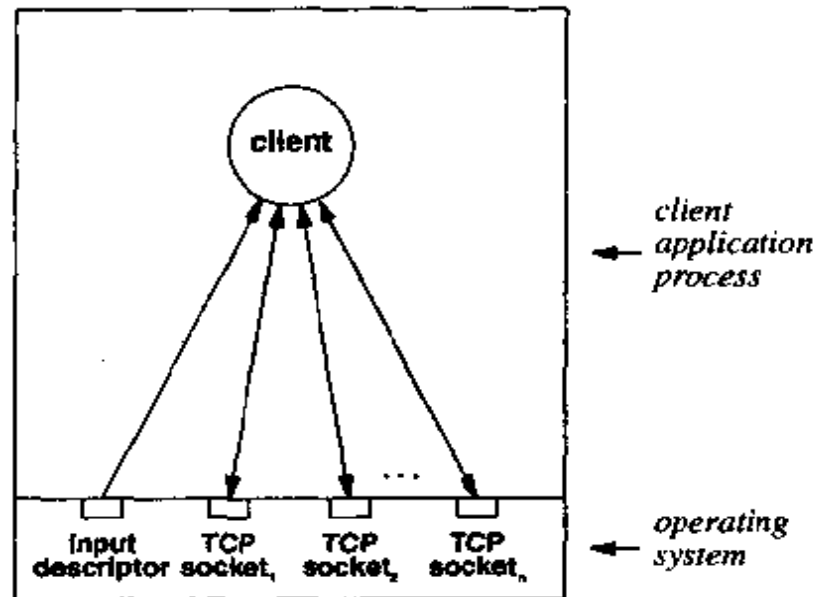 client
client
application
process
...
input descriptor
TCP socket₁
TCP socket₂
TCP socketₙ
operating
system